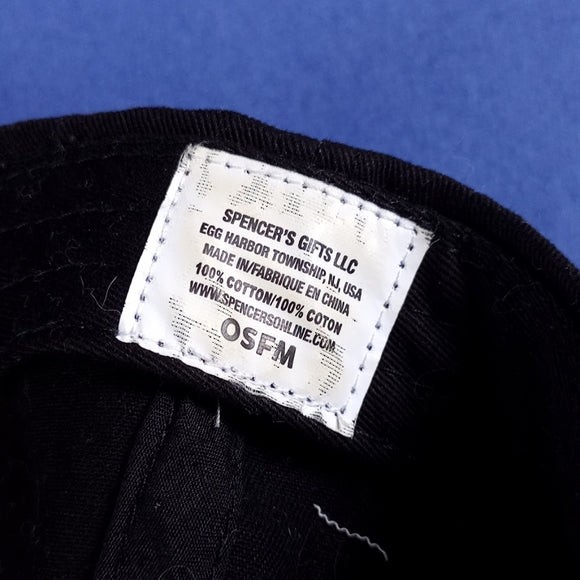 SPENCER'S GIFTS LLC
EGG HARBOR TOWNSHIP, NJ, USA
MADE IN/FABRIQUE EN CHINA
100% COTTON/100% COTON
WWW.SPENCERSONLINE.COM
OSFM